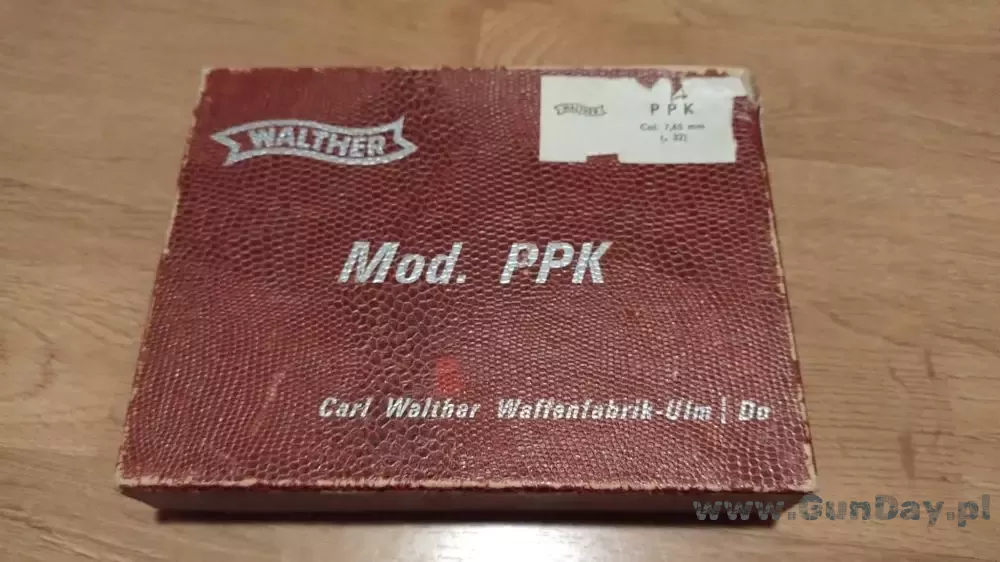 WALTHER
WALTHER
PPK
Cal. 7,65 mm
(. 32)
Mod. PPK
Carl Walther Waffenfabrik-Ulm | Do
www.GunDay.pl